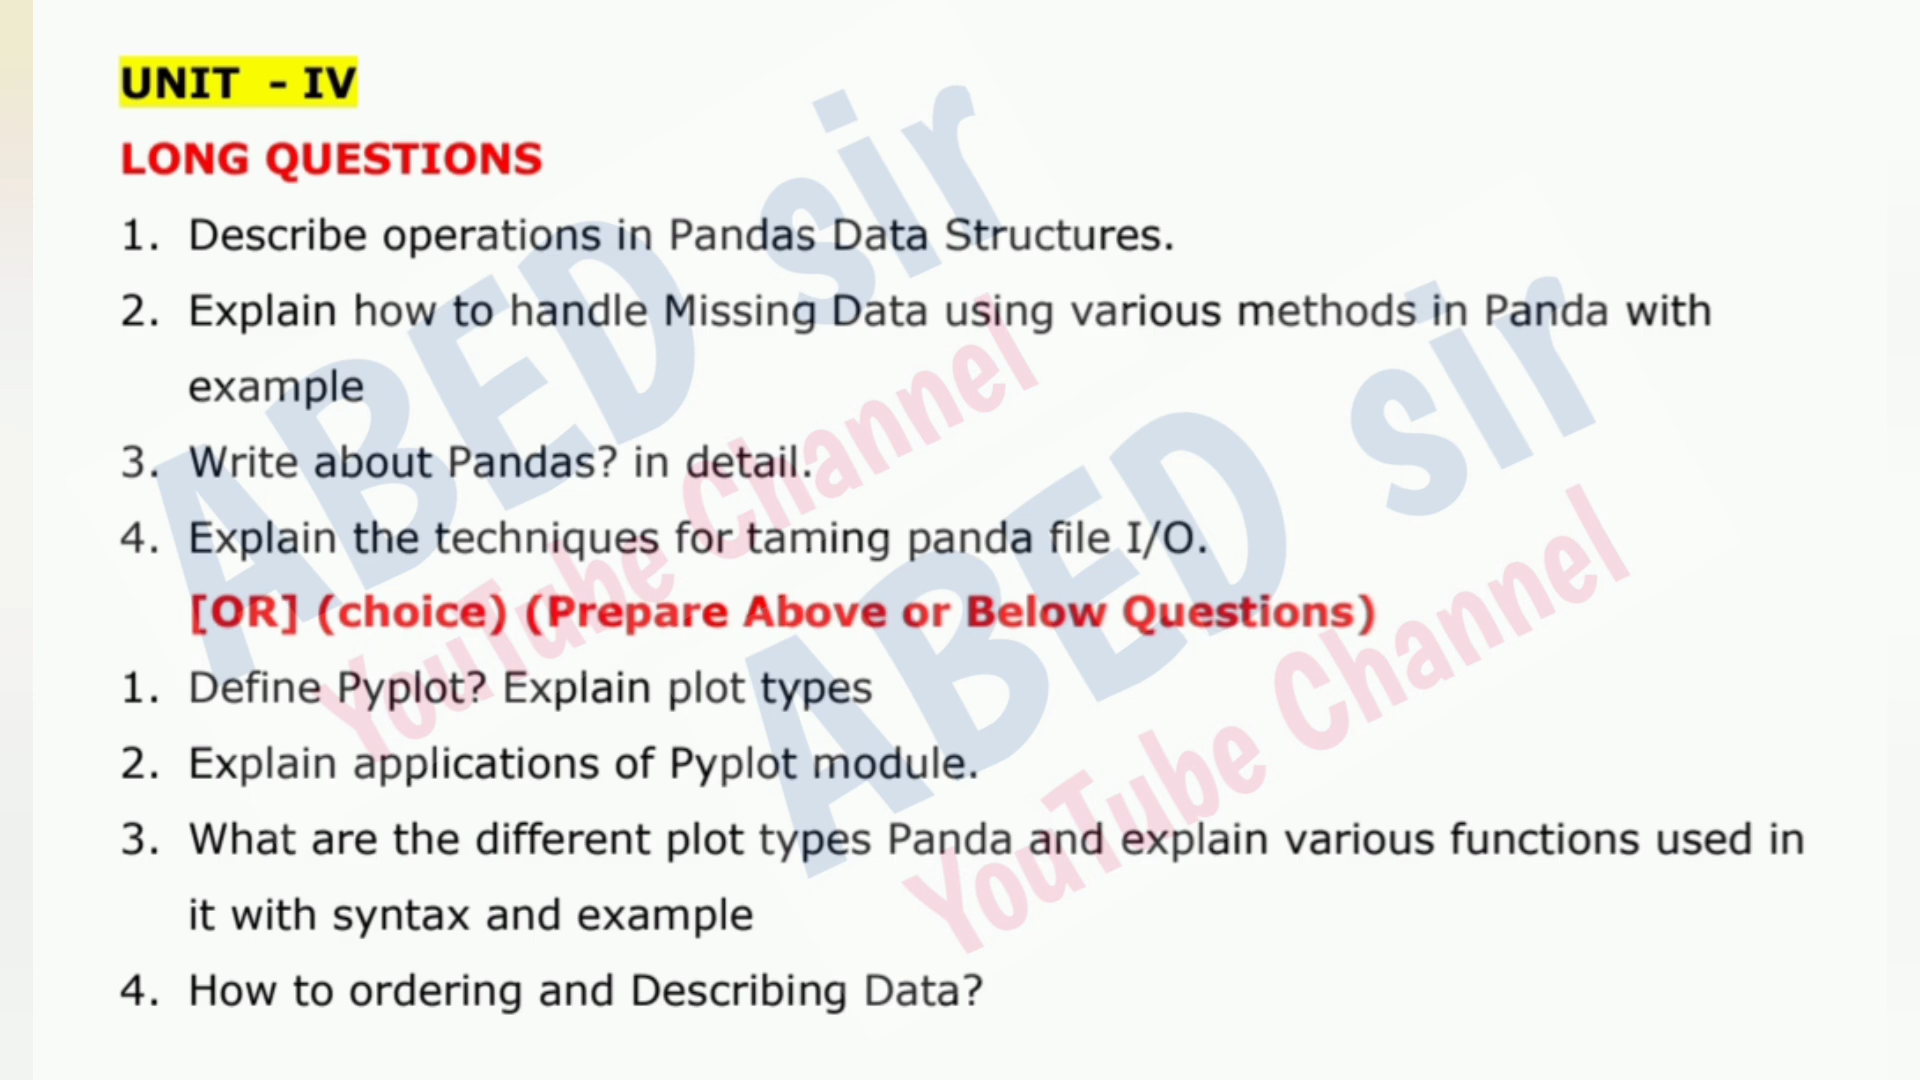 UNIT - IV
LONG QUESTIONS
1. Describe operations in Pandas Data Structures.
2. Explain how to handle Missing Data using various methods in Panda with
example
3. Write about Pandas? in detail.
4. Explain the techniques for taming panda file I/O.
[OR] (choice) (Prepare Above or Below Questions)
1. Define Pyplot? Explain plot types
2. Explain applications of Pyplot module.
3. What are the different plot types Panda and explain various functions used in
it with syntax and example
4. How to ordering and Describing Data?
ABED sir
YouTube Channel
ABED sir
YouTube Channel